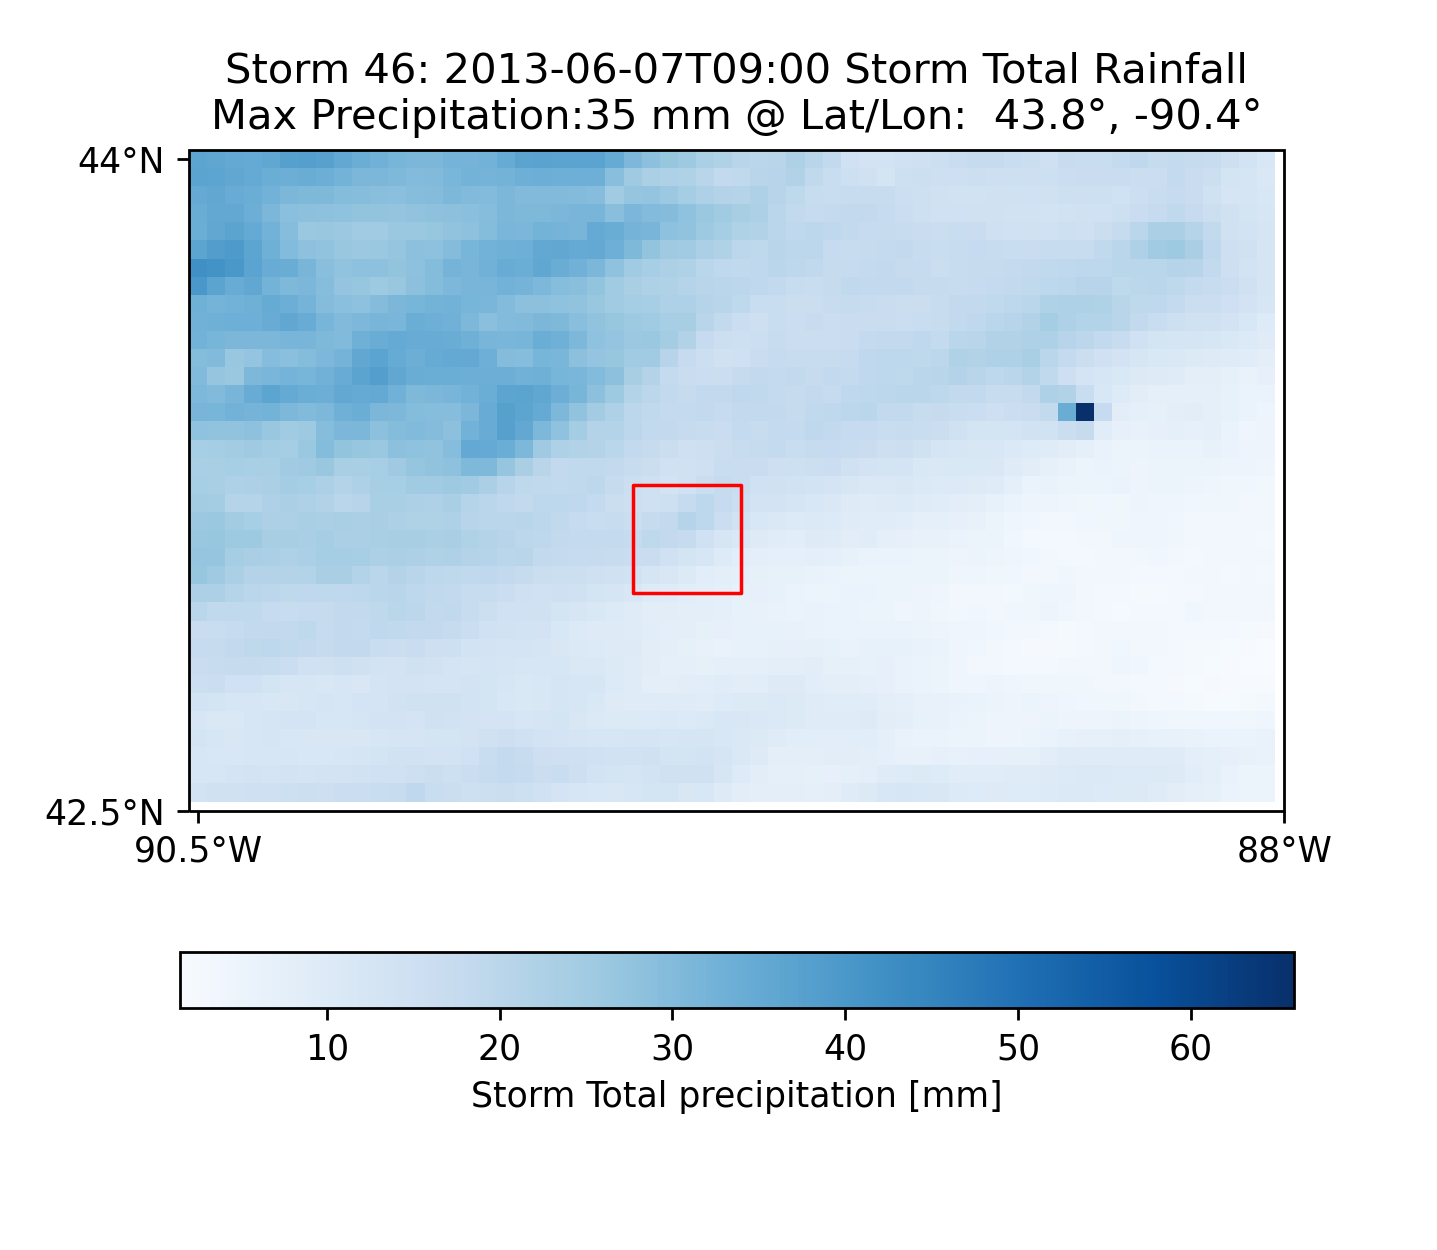 Storm 46: 2013-06-07T09:00 Storm Total Rainfall
Max Precipitation:35 mm @ Lat/Lon:  43.8°, -90.4°
44°N
42.5°N
90.5°W 88°W
10 20 30 40 50 60
Storm Total precipitation [mm]